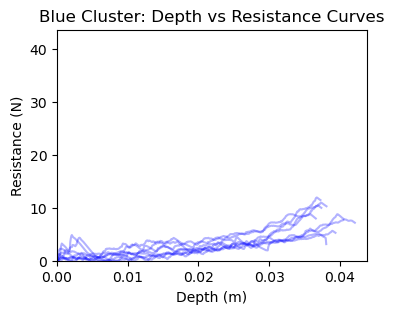 Blue Cluster: Depth vs Resistance Curves
40
30
20
10
0
Resistance (N)
0.00 0.01 0.02 0.03 0.04
Depth (m)